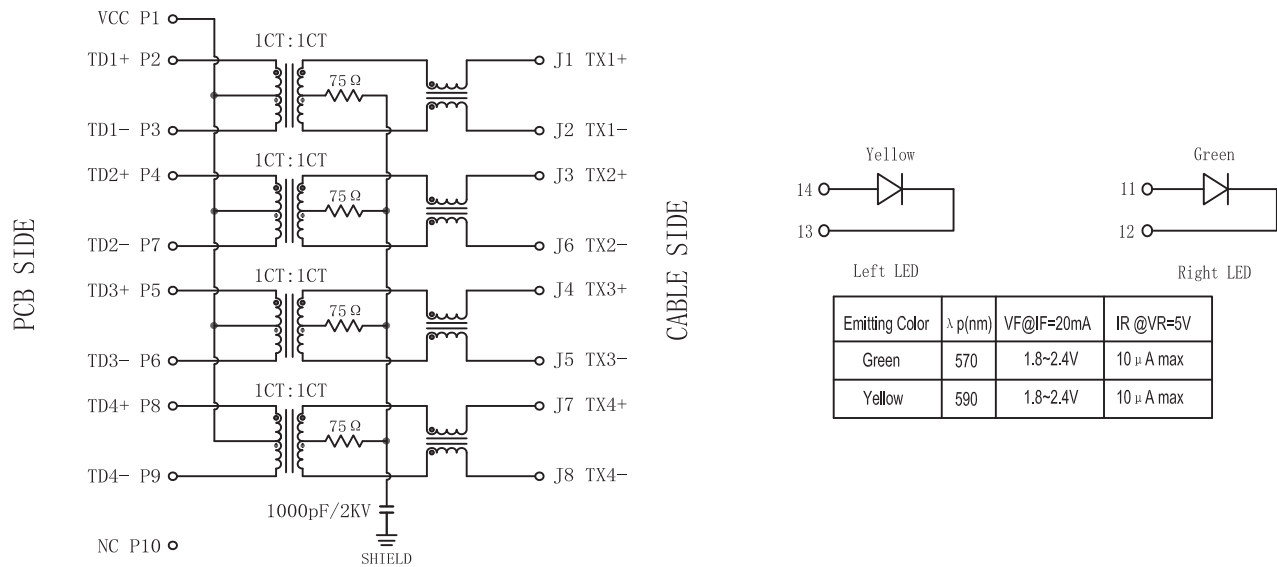 PCB SIDE
VCC P1
1CT:1CT
TD1+ P2
J1 TX1+
75Ω
TD1- P3
J2 TX1-
1CT:1CT
TD2+ P4
J3 TX2+
75Ω
TD2- P7
J6 TX2-
1CT:1CT
TD3+ P5
J4 TX3+
75Ω
TD3- P6
J5 TX3-
1CT:1CT
TD4+ P8
J7 TX4+
75Ω
TD4- P9
J8 TX4-
1000pF/2KV
SHIELD
NC P10
CABLE SIDE
Yellow
14
13
Left LED
Green
11
12
Right LED
Emitting Color λp(nm) VF@IF=20mA IR @VR=5V
Green 570 1.8~2.4V 10μA max
Yellow 590 1.8~2.4V 10μA max